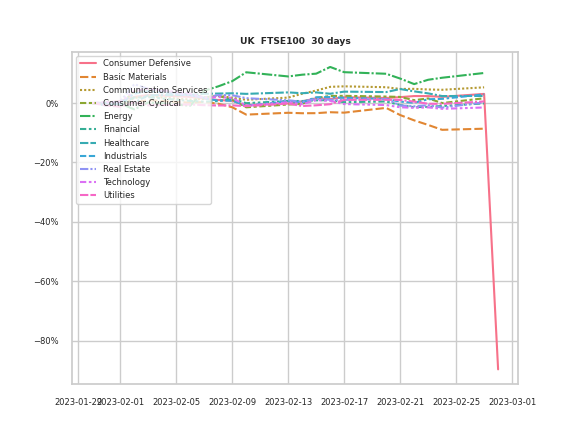 UK FTSE100 30 days
Consumer Defensive
Basic Materials
Communication Services
Consumer Cyclical
Energy
Financial
Healthcare
Industrials
Real Estate
Technology
Utilities
0%
−20%
−40%
−60%
−80%
2023-01-29 2023-02-01 2023-02-05 2023-02-09 2023-02-13 2023-02-17 2023-02-21 2023-02-25 2023-03-01